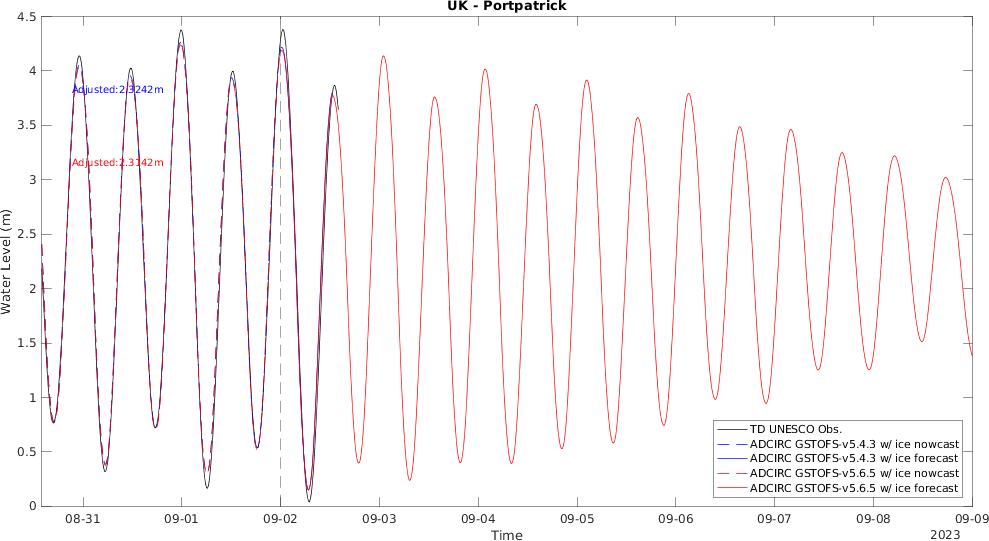 UK - Portpatrick
4.5
4
3.5
3
2.5
2
1.5
1
0.5
0
Water Level (m)
Adjusted:2.3242m
Adjusted:2.3142m
TD UNESCO Obs.
ADCIRC GSTOFS-v5.4.3 w/ ice nowcast
ADCIRC GSTOFS-v5.4.3 w/ ice forecast
ADCIRC GSTOFS-v5.6.5 w/ ice nowcast
ADCIRC GSTOFS-v5.6.5 w/ ice forecast
08-31 09-01 09-02 09-03 09-04 09-05 09-06 09-07 09-08 09-09
Time
2023